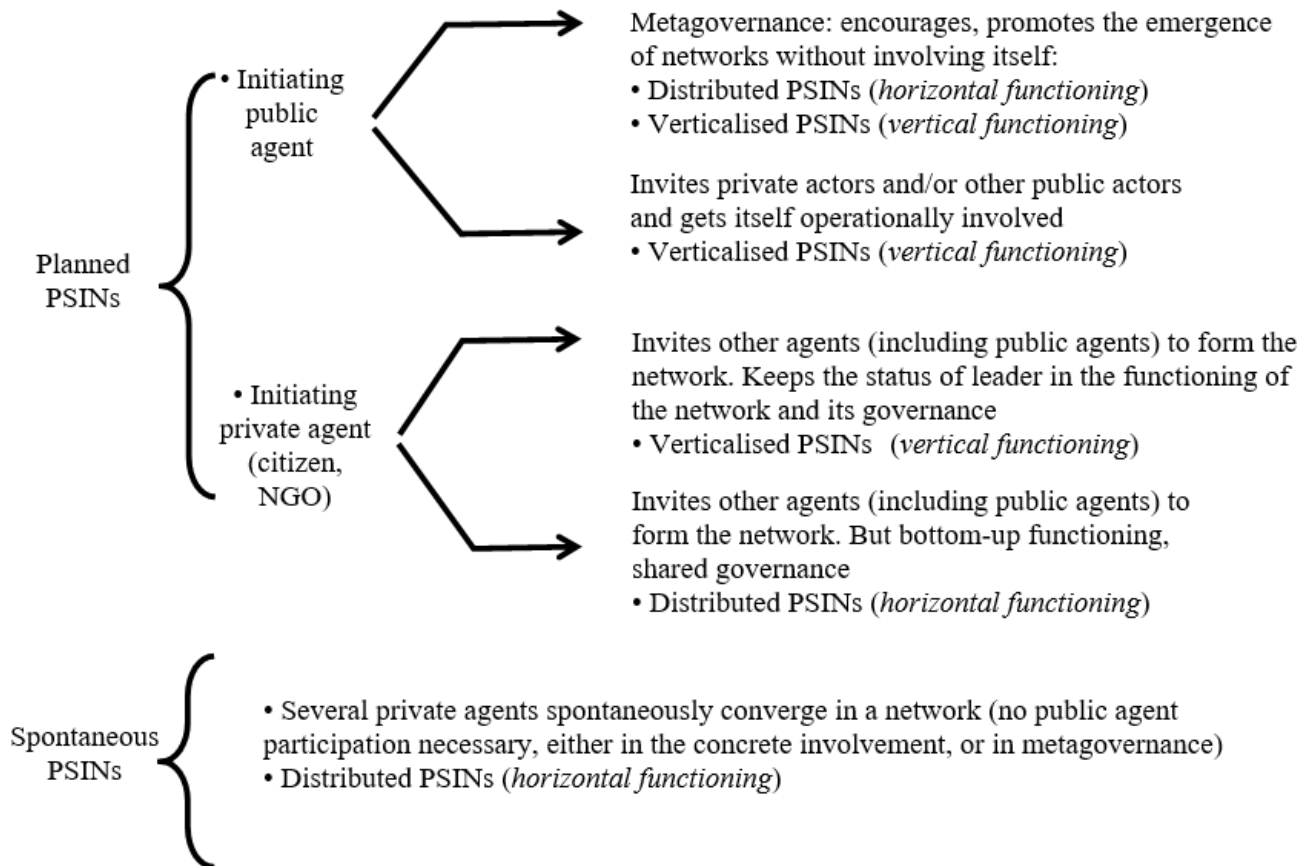 Planned
PSINs
• Initiating
public
agent
Metagovernance: encourages, promotes the emergence
of networks without involving itself:
• Distributed PSINs (horizontal functioning)
• Verticalised PSINs (vertical functioning)
Invites private actors and/or other public actors
and gets itself operationally involved
• Verticalised PSINs (vertical functioning)
• Initiating
private agent
(citizen,
NGO)
Invites other agents (including public agents) to form the
network. Keeps the status of leader in the functioning of
the network and its governance
• Verticalised PSINs (vertical functioning)
Invites other agents (including public agents) to
form the network. But bottom-up functioning,
shared governance
• Distributed PSINs (horizontal functioning)
Spontaneous
PSINs
• Several private agents spontaneously converge in a network (no public agent
participation necessary, either in the concrete involvement, or in metagovernance)
• Distributed PSINs (horizontal functioning)